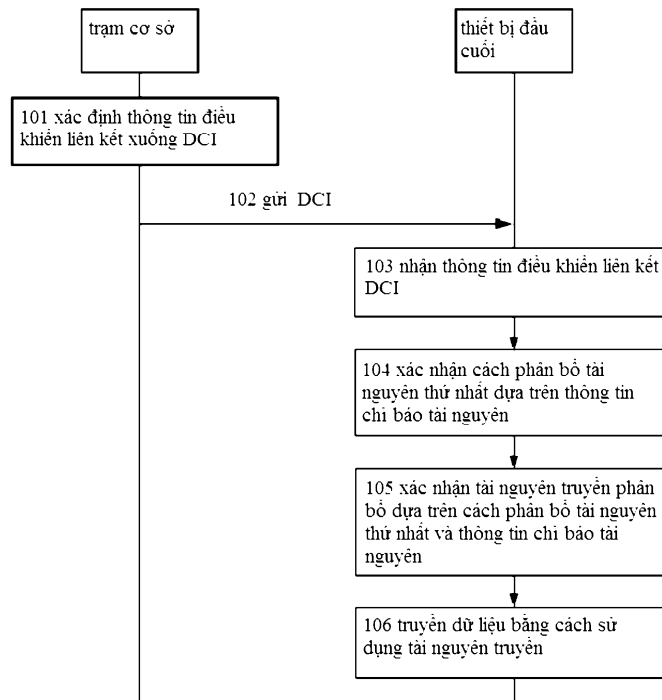 trạm cơ sở
thiết bị đầu
cuối
101 xác định thông tin điều
khiển liên kết xuống DCI
102 gửi DCI
103 nhận thông tin điều khiển liên kết
DCI
104 xác nhận cách phân bổ tài
nguyên thứ nhất dựa trên thông tin
chỉ báo tài nguyên
105 xác nhận tài nguyên truyền phân
bổ dựa trên cách phân bổ tài nguyên
thứ nhất và thông tin chỉ báo tài
nguyên
106 truyền dữ liệu bằng cách sử
dụng tài nguyên truyền